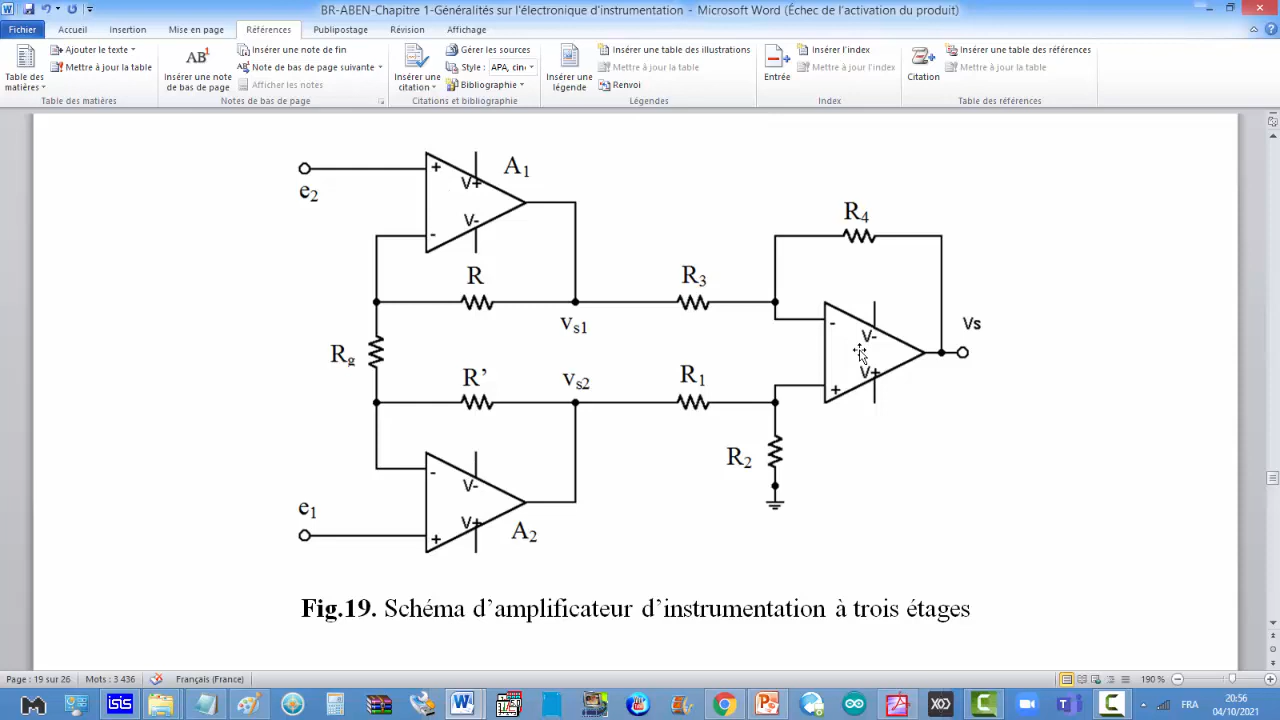 BR-ABEN-Chapitre 1-Généralités sur l'électronique d'instrumentation - Microsoft Word (Échec de l'activation du produit)
Fichier Accueil Insertion Mise en page Références Publipostage Révision Affichage
Table des matières
Ajouter le texte
Mettre à jour la table
Table des matières
AB¹
Insérer une note de bas de page
Insérer une note de fin
Note de bas de page suivante
Afficher les notes
Notes de bas de page
Insérer une citation
Gérer les sources
Style : APA, cin
Bibliographie
Citations et bibliographie
Insérer une légende
Insérer une table des illustrations
Mettre à jour la table
Renvoi
Légendes
Entrée
Insérer l'index
Mettre à jour l'index
Index
Citation
Insérer une table des références
Mettre à jour la table
Table des références
e2
+
-
V+
V-
A1
R
vs1
R3
R4
Rg
R’
vs2
R1
R2
-
+
V-
V+
Vs
e1
-
+
V-
V+
A2
Fig.19. Schéma d’amplificateur d’instrumentation à trois étages
Page : 19 sur 26 Mots : 3 436 Français (France) 190 %
isis W P XO C T C FRA 20:56
04/10/2021